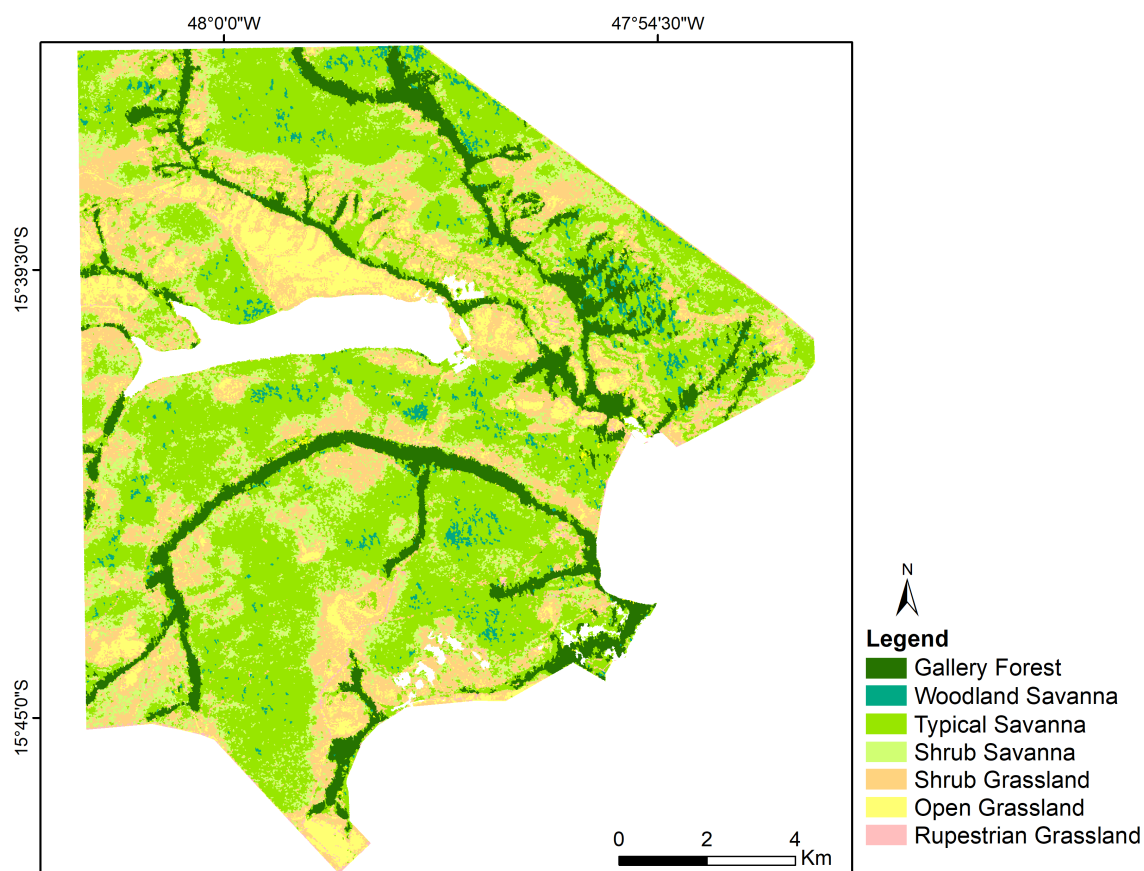 48°0'0"W 47°54'30"W
15°39'30"S
15°45'0"S
N
Legend
Gallery Forest
Woodland Savanna
Typical Savanna
Shrub Savanna
Shrub Grassland
Open Grassland
Rupestrian Grassland
0 2 4
Km